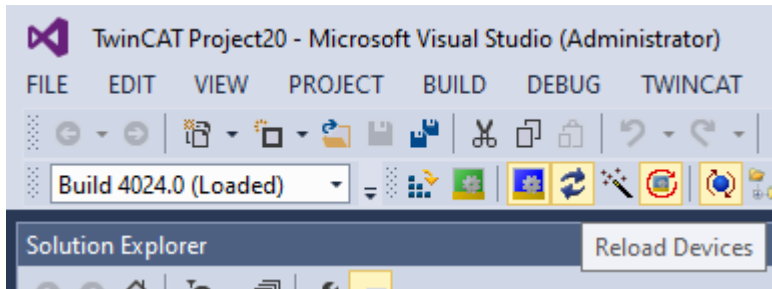 TwinCAT Project20 - Microsoft Visual Studio (Administrator)
FILE EDIT VIEW PROJECT BUILD DEBUG TWINCAT
Build 4024.0 (Loaded)
Solution Explorer
Reload Devices